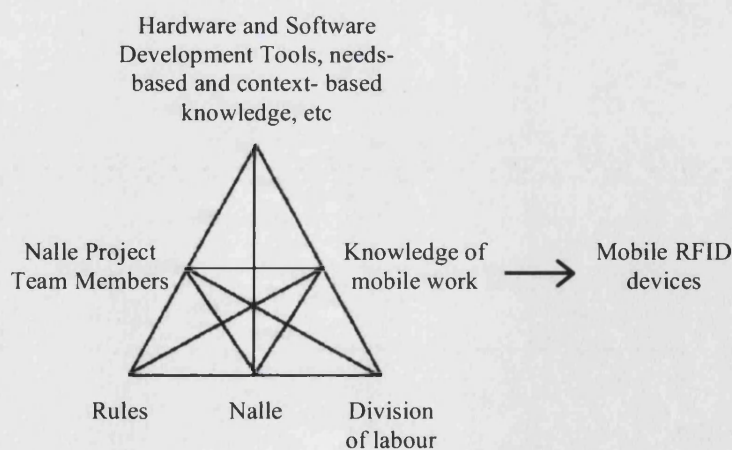 Hardware and Software
Development Tools, needs-
based and context- based
knowledge, etc
Nalle Project
Team Members
Knowledge of
mobile work
Mobile RFID
devices
Rules
Nalle
Division
of labour